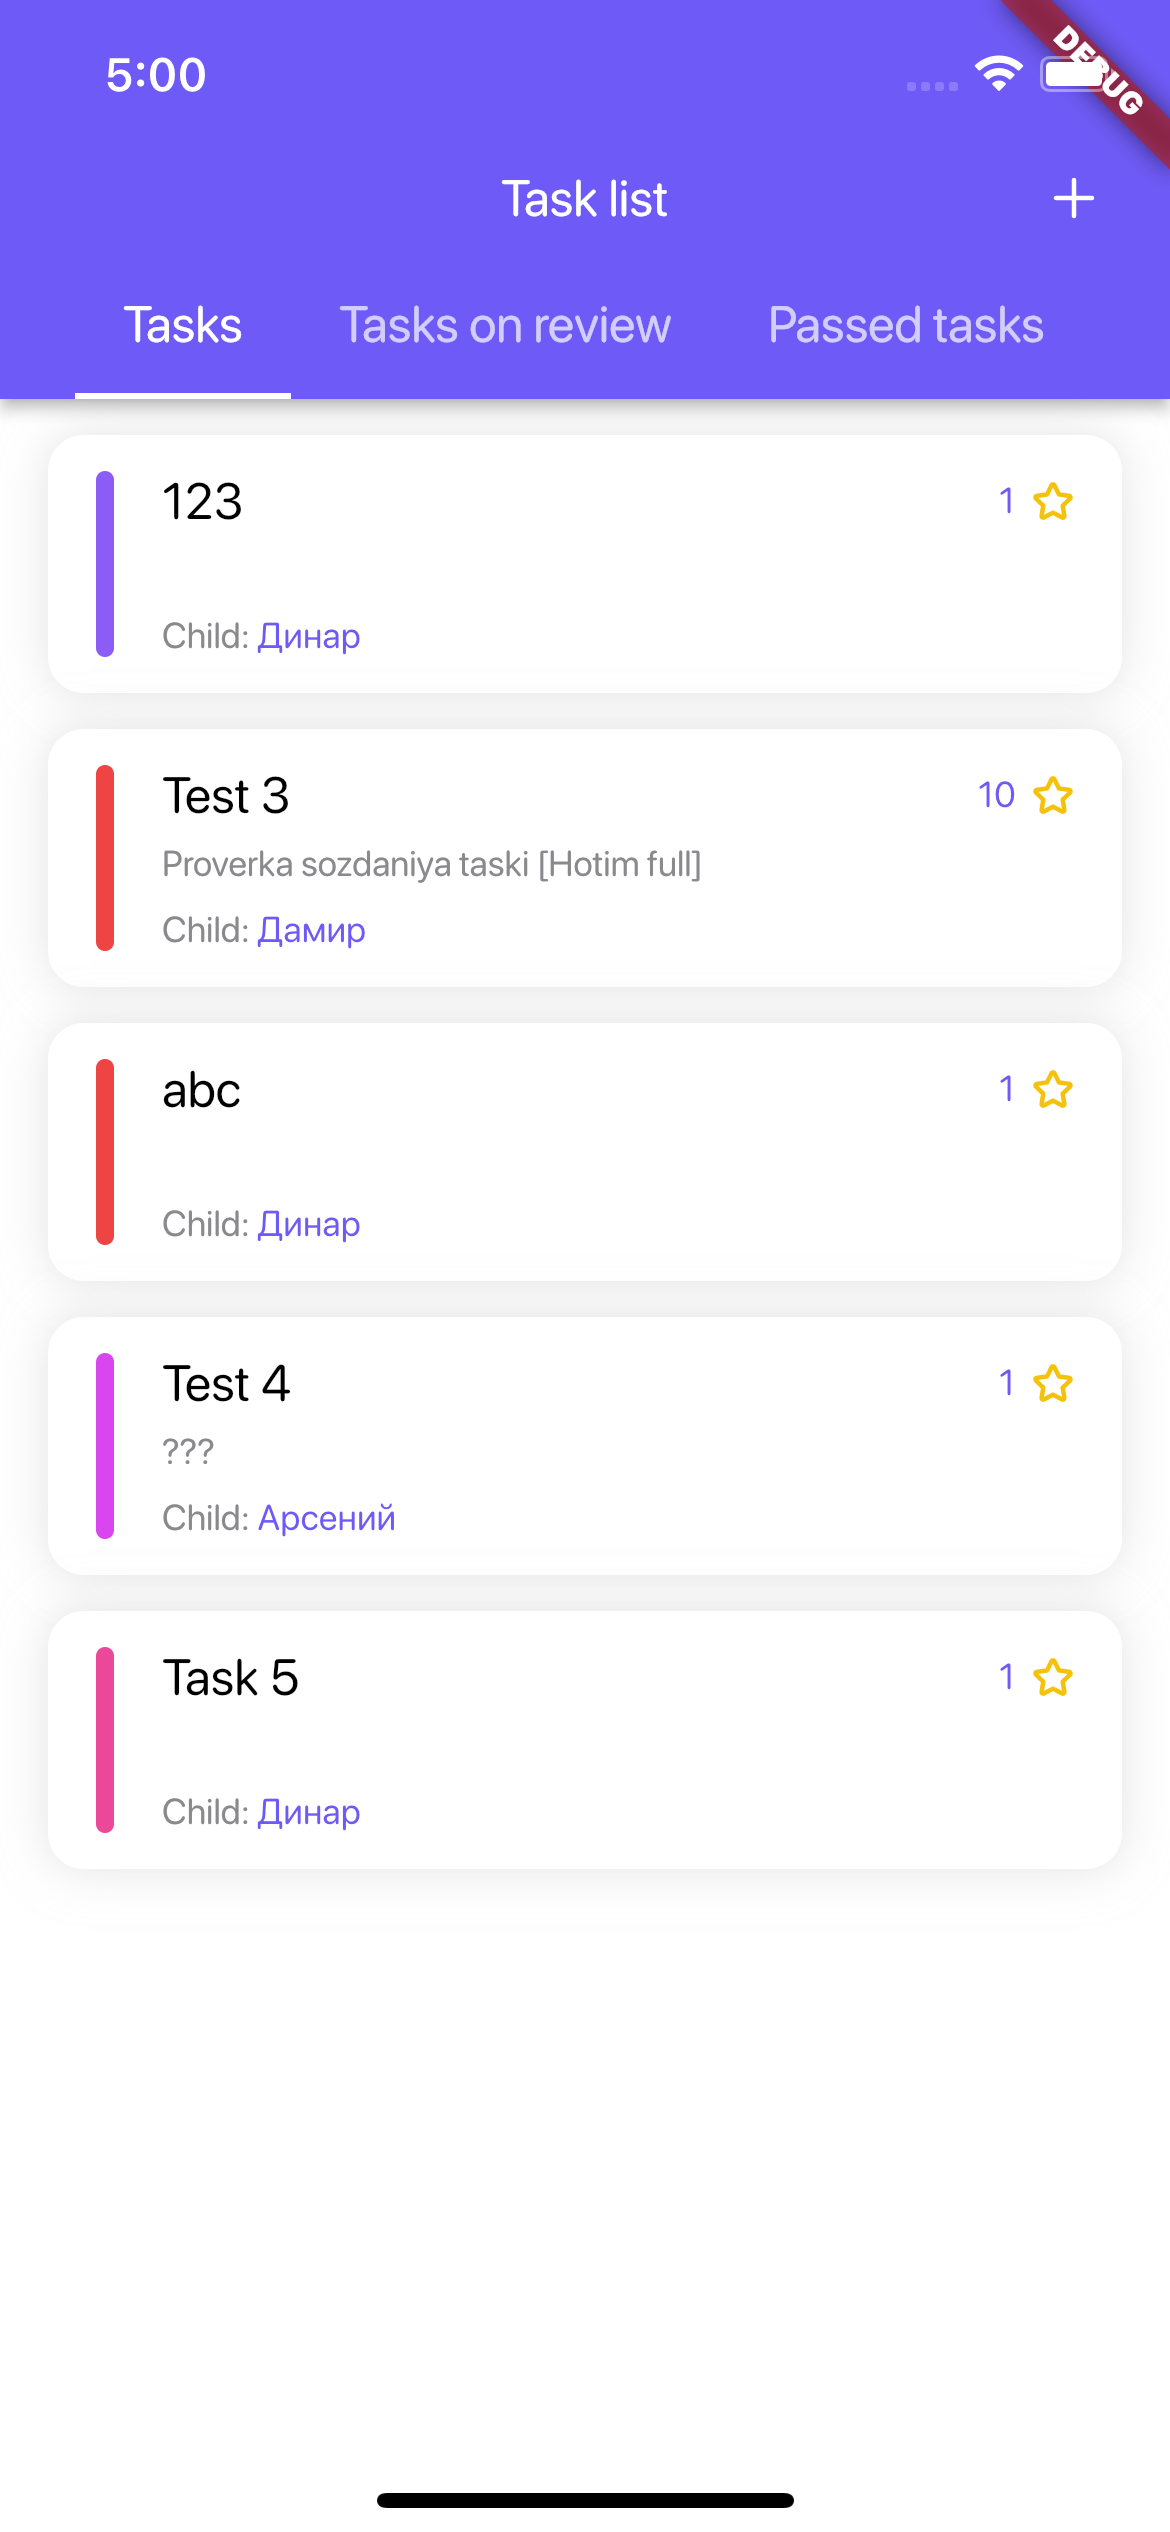 5:00
DEBUG
Task list
Tasks
Tasks on review
Passed tasks
123
1
Child: Динар
Test 3
10
Proverka sozdaniya taski [Hotim full]
Child: Дамир
abc
1
Child: Динар
Test 4
1
???
Child: Арсений
Task 5
1
Child: Динар